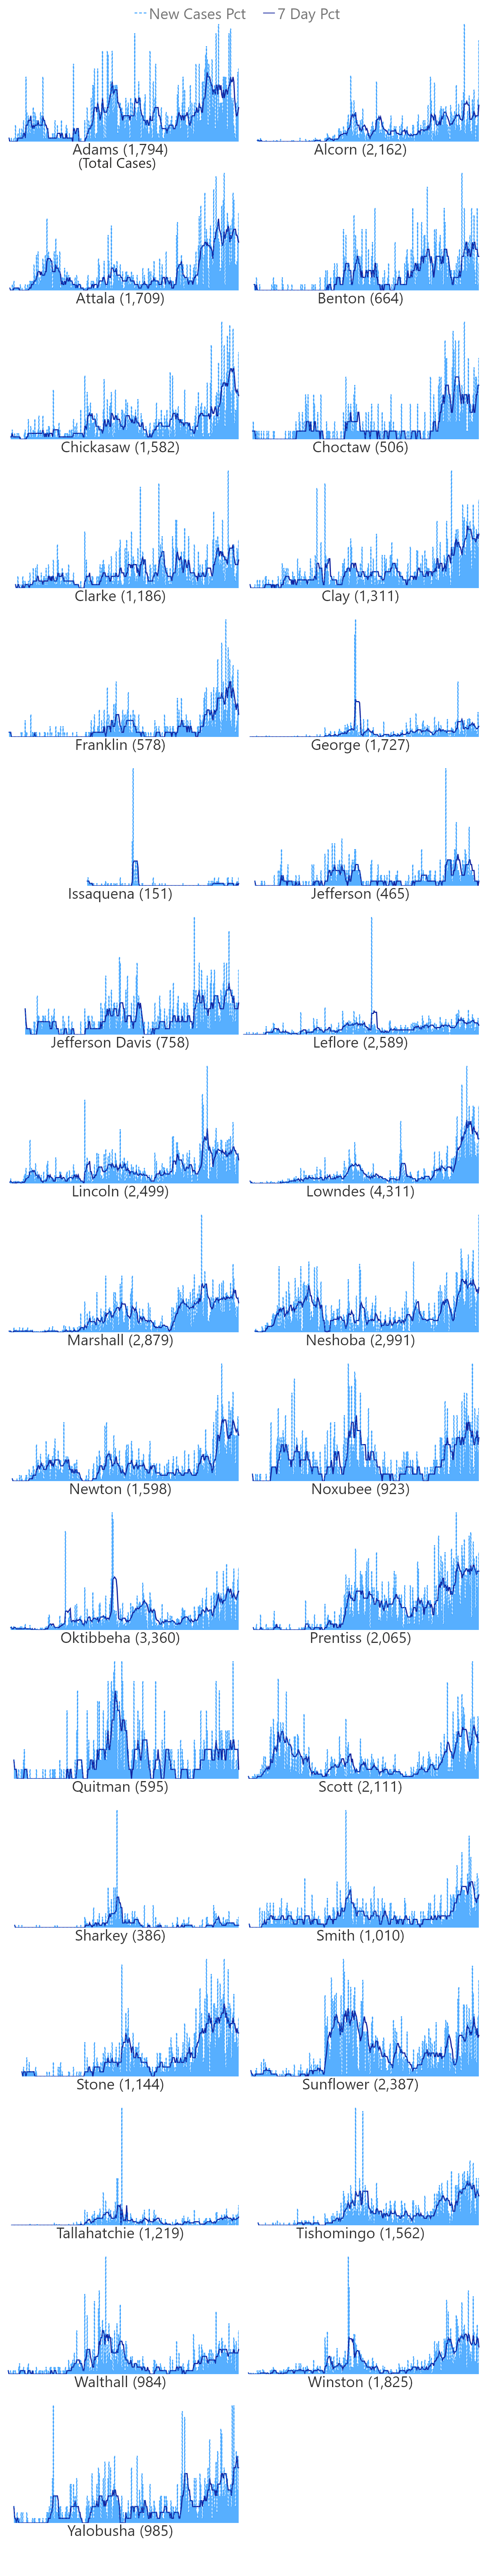 New Cases Pct 7 Day Pct
Adams (1,794) Alcorn (2,162)
(Total Cases)
Attala (1,709) Benton (664)
Chickasaw (1,582) Choctaw (506)
Clarke (1,186) Clay (1,311)
Franklin (578) George (1,727)
Issaquena (151) Jefferson (465)
Jefferson Davis (758) Leflore (2,589)
Lincoln (2,499) Lowndes (4,311)
Marshall (2,879) Neshoba (2,991)
Newton (1,598) Noxubee (923)
Oktibbeha (3,360) Prentiss (2,065)
Quitman (595) Scott (2,111)
Sharkey (386) Smith (1,010)
Stone (1,144) Sunflower (2,387)
Tallahatchie (1,219) Tishomingo (1,562)
Walthall (984) Winston (1,825)
Yalobusha (985)